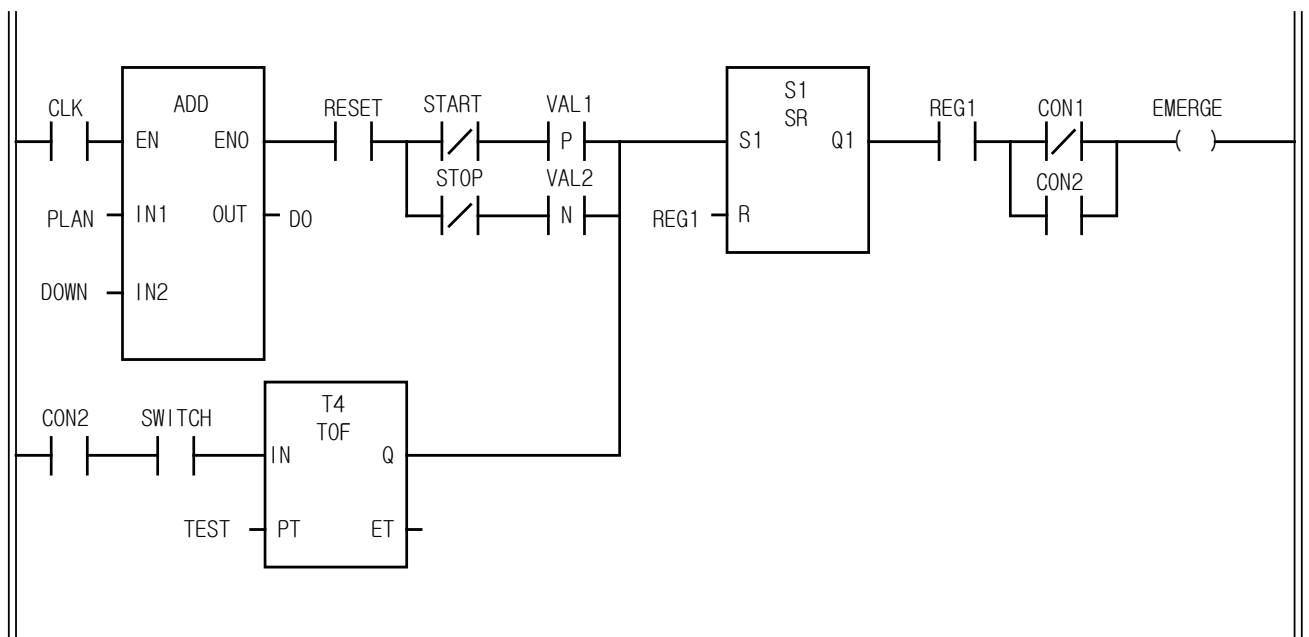 CLK
ADD
EN
ENO
PLAN
IN1
OUT
DO
DOWN
IN2
RESET
START
VAL1
P
STOP
VAL2
N
S1
SR
S1
Q1
REG1
R
REG1
CON1
CON2
EMERGE
CON2
SWITCH
T4
TOF
IN
Q
TEST
PT
ET